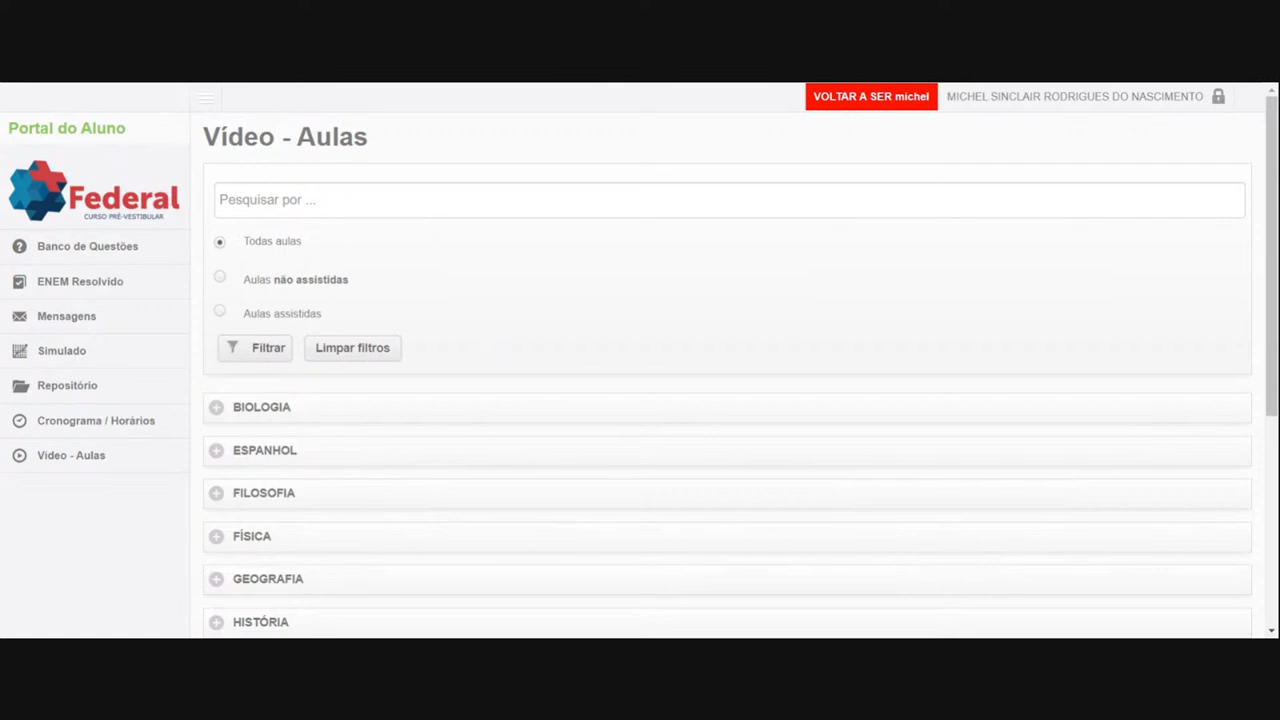 VOLTAR A SER michel
MICHEL SINCLAIR RODRIGUES DO NASCIMENTO
Portal do Aluno
Federal
CURSO PRÉ-VESTIBULAR
Banco de Questões
ENEM Resolvido
Mensagens
Simulado
Repositório
Cronograma / Horários
Vídeo - Aulas
Vídeo - Aulas
Pesquisar por ...
Todas aulas
Aulas não assistidas
Aulas assistidas
Filtrar
Limpar filtros
BIOLOGIA
ESPANHOL
FILOSOFIA
FÍSICA
GEOGRAFIA
HISTÓRIA